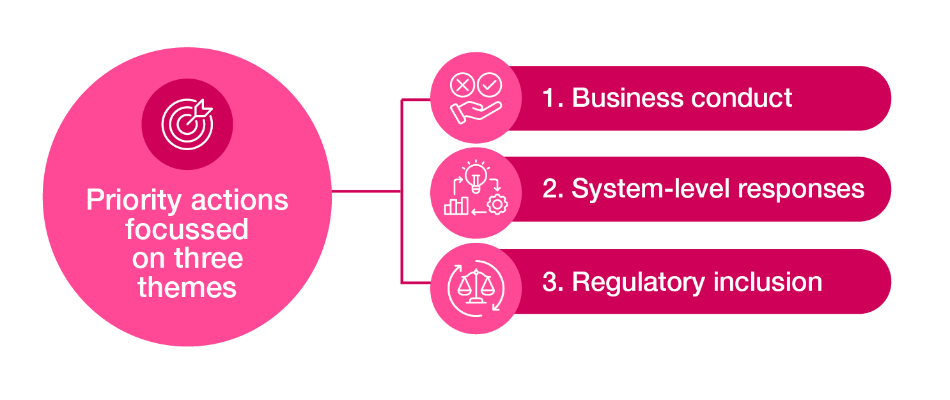 Priority actions
focussed
on three
themes
1. Business conduct
2. System-level responses
3. Regulatory inclusion